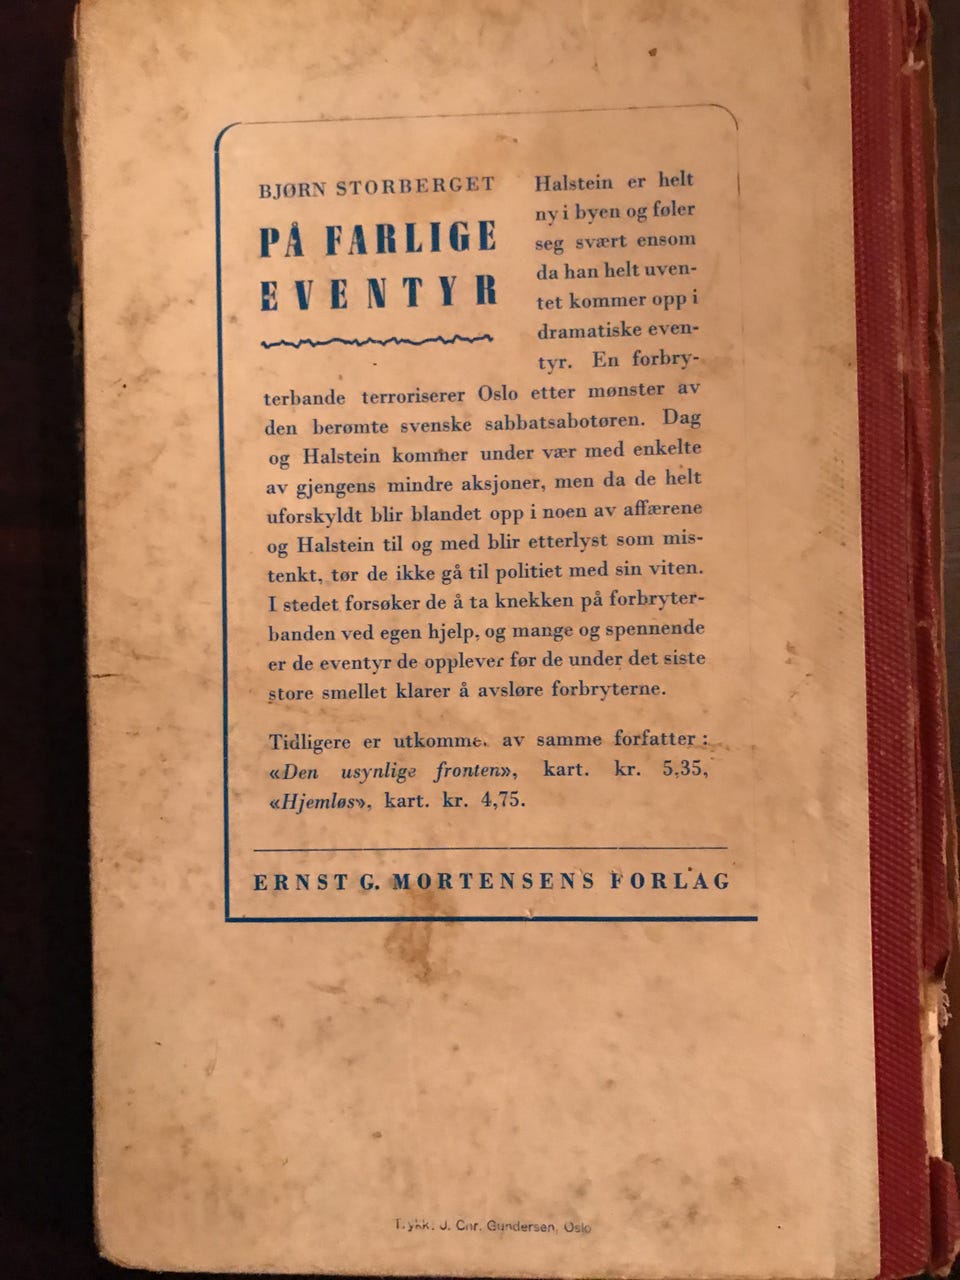 BJØRN STORBERGET
PÅ FARLIGE
EVENTYR
Halstein er helt
ny i byen og føler
seg svært ensom
da han helt uven-
tet kommer opp i
dramatiske even-
tyr. En forbry-
terbande terroriserer Oslo etter mønster av
den berømte svenske sabbatsabotøren. Dag
og Halstein kommer under vær med enkelte
av gjengens mindre aksjoner, men da de helt
uforskyldt blir blandet opp i noen av affærene
og Halstein til og med blir etterlyst som mis-
tenkt, tør de ikke gå til politiet med sin viten.
I stedet forsøker de å ta knekken på forbryter-
banden ved egen hjelp, og mange og spennende
er de eventyr de opplever før de under det siste
store smellet klarer å avsløre forbryterne.
Tidligere er utkommet av samme forfatter:
«Den usynlige fronten», kart. kr. 5,35,
«Hjemløs», kart. kr. 4,75.
ERNST G. MORTENSENS FORLAG
Trykk: J. Chr. Gundersen, Oslo